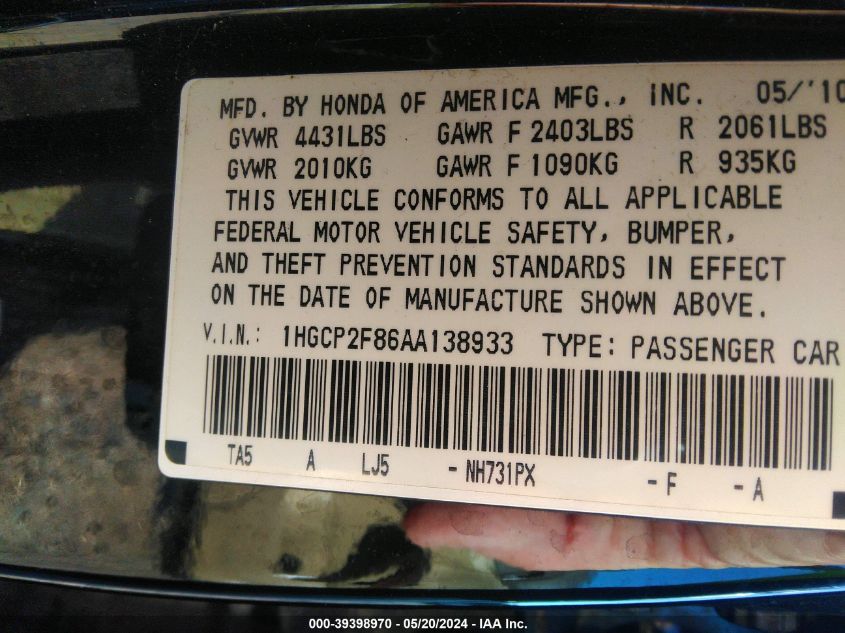 MFD. BY HONDA OF AMERICA MFG., INC. 05/'10
GVWR 4431LBS GAWR F 2403LBS R 2061LBS
GVWR 2010KG GAWR F 1090KG R 935KG
THIS VEHICLE CONFORMS TO ALL APPLICABLE
FEDERAL MOTOR VEHICLE SAFETY, BUMPER,
AND THEFT PREVENTION STANDARDS IN EFFECT
ON THE DATE OF MANUFACTURE SHOWN ABOVE.
V.I.N.: 1HGCP2F86AA138933 TYPE: PASSENGER CAR
TA5 A LJ5 - NH731PX - F - A
000-39398970 - 05/20/2024 - IAA Inc.